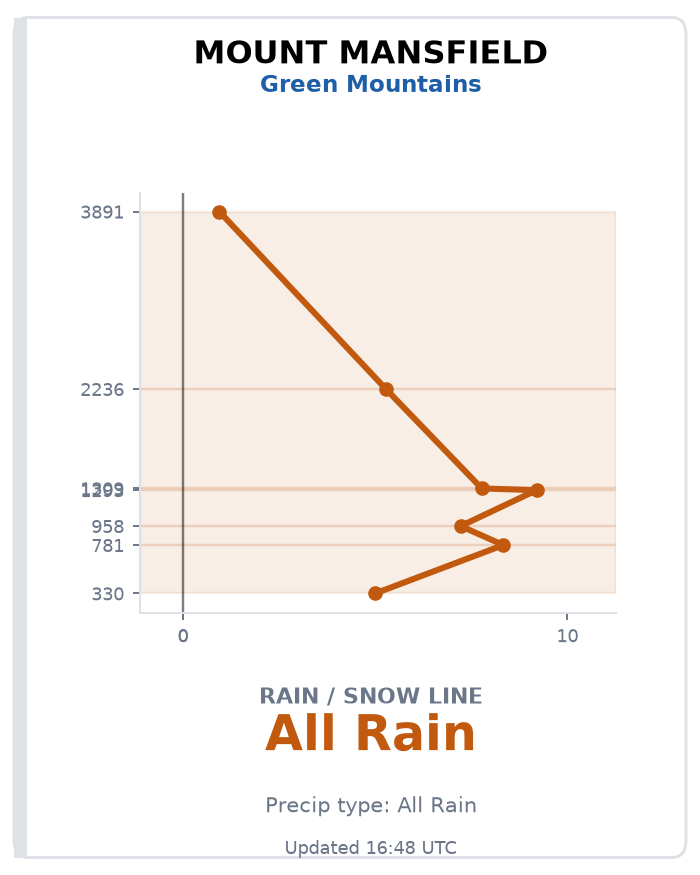 MOUNT MANSFIELD
Green Mountains
3891
2236
958
781
330
0
10
RAIN / SNOW LINE
All Rain
Precip type: All Rain
Updated 16:48 UTC